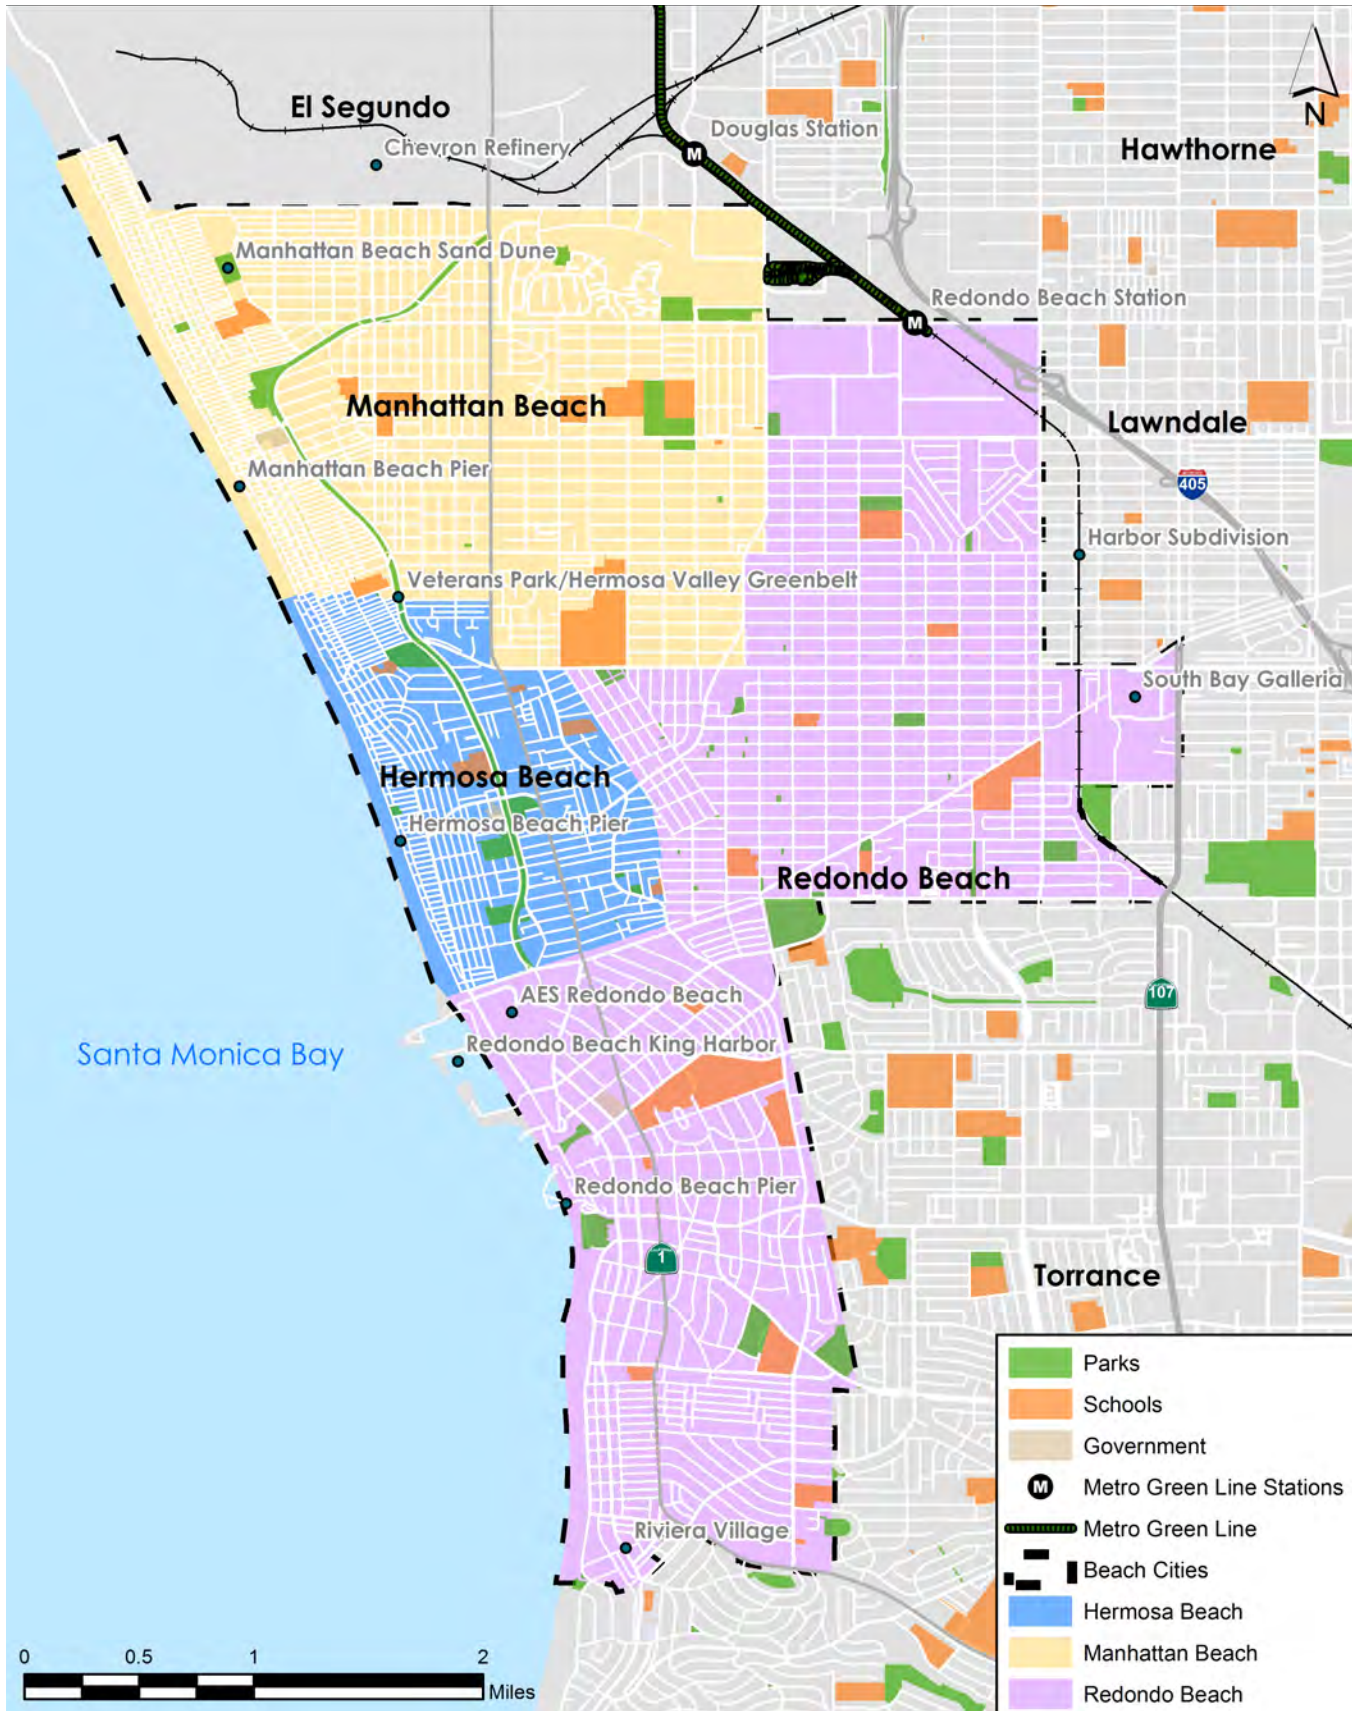 El Segundo
Douglas Station
Chevron Refinery
Hawthorne
N
M
Manhattan Beach Sand Dune
Redondo Beach Station
M
Manhattan Beach
Lawndale
Manhattan Beach Pier
405
Harbor Subdivision
Veterans Park/Hermosa Valley Greenbelt
South Bay Galleria
Hermosa Beach
Hermosa Beach Pier
Redondo Beach
AES Redondo Beach
107
Santa Monica Bay
Redondo Beach King Harbor
Redondo Beach Pier
1
Torrance
Riviera Village
Parks
Schools
Government
M Metro Green Line Stations
Metro Green Line
Beach Cities
Hermosa Beach
Manhattan Beach
Redondo Beach
0 0.5 1 2
Miles